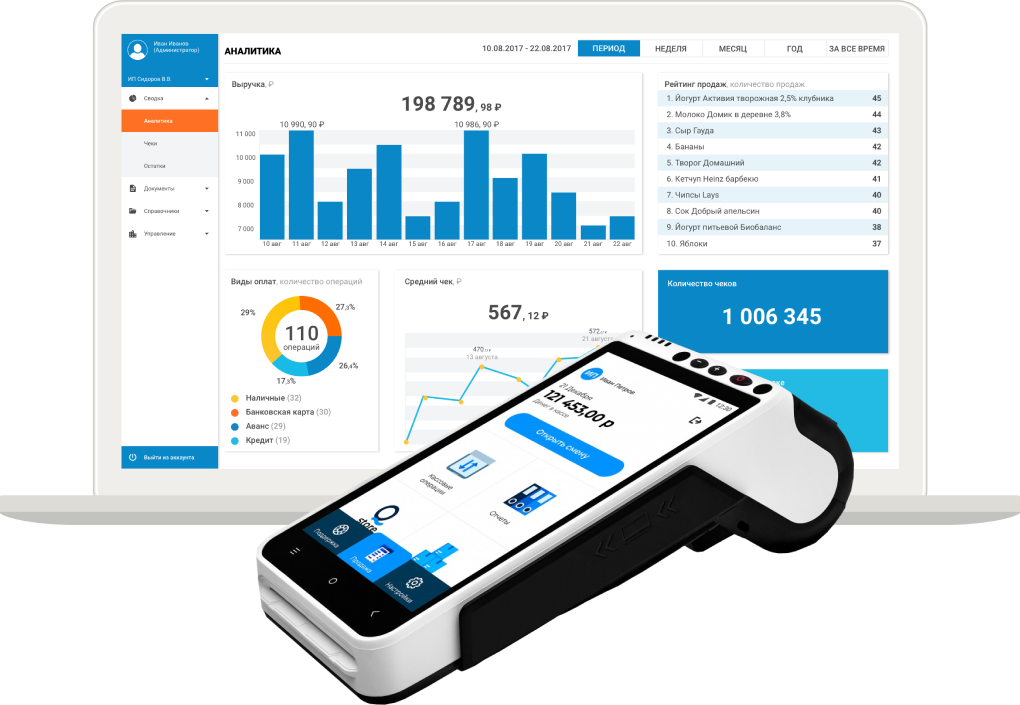 Иван Иванов
(Администратор)
ИП Сидоров В.В.
Сводка
Аналитика
Чеки
Остатки
Документы
Справочники
Управление
Выйти из аккаунта
АНАЛИТИКА
10.08.2017 - 22.08.2017
ПЕРИОД
НЕДЕЛЯ
МЕСЯЦ
ГОД
ЗА ВСЕ ВРЕМЯ
Выручка, ₽
198 789, 98 ₽
10 990, 90 ₽
10 986, 90 ₽
11 000
10 000
9 000
8 000
7 000
10 авг 11 авг 12 авг 13 авг 14 авг 15 авг 16 авг 17 авг 18 авг 19 авг 20 авг 21 авг 22 авг
Рейтинг продаж, количество продаж
1. Йогурт Активия творожная 2,5% клубника 45
2. Молоко Домик в деревне 3,8% 44
3. Сыр Гауда 43
4. Бананы 42
5. Творог Домашний 42
6. Кетчуп Heinz барбекю 41
7. Чипсы Lays 40
8. Сок Добрый апельсин 40
9. Йогурт питьевой Биобаланс 38
10. Яблоки 37
Виды оплат, количество операций
29%
27,3%
110
операций
26,4%
17,3%
Наличные (32)
Банковская карта (30)
Аванс (29)
Кредит (19)
Средний чек, ₽
567, 12 ₽
470
13 августа
572
21 августа
Количество чеков
1 006 345
ИП
Иван Петров
12:30
21 Декабря
121 453,00 р
Денег в кассе
Открыть смену
Кассовые
операции
Отчеты
store
Поддержка
Продажа
Настройки